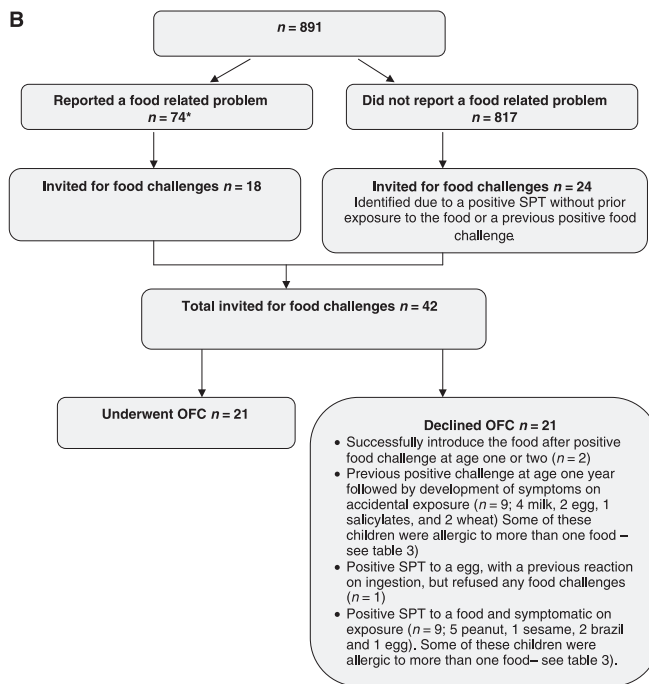 B
n = 891
Reported a food related problem
n = 74*
Did not report a food related problem
n = 817
Invited for food challenges n = 18
Invited for food challenges n = 24
Identified due to a positive SPT without prior
exposure to the food or a previous positive food
challenge.
Total invited for food challenges n = 42
Underwent OFC n = 21
Declined OFC n = 21
• Successfully introduce the food after positive
food challenge at age one or two (n = 2)
• Previous positive challenge at age one year
followed by development of symptoms on
accidental exposure (n = 9; 4 milk, 2 egg, 1
salicylates, and 2 wheat) Some of these
children were allergic to more than one food –
see table 3)
• Positive SPT to a egg, with a previous reaction
on ingestion, but refused any food challenges
(n = 1)
• Positive SPT to a food and symptomatic on
exposure (n = 9; 5 peanut, 1 sesame, 2 brazil
and 1 egg). Some of these children were
allergic to more than one food– see table 3).